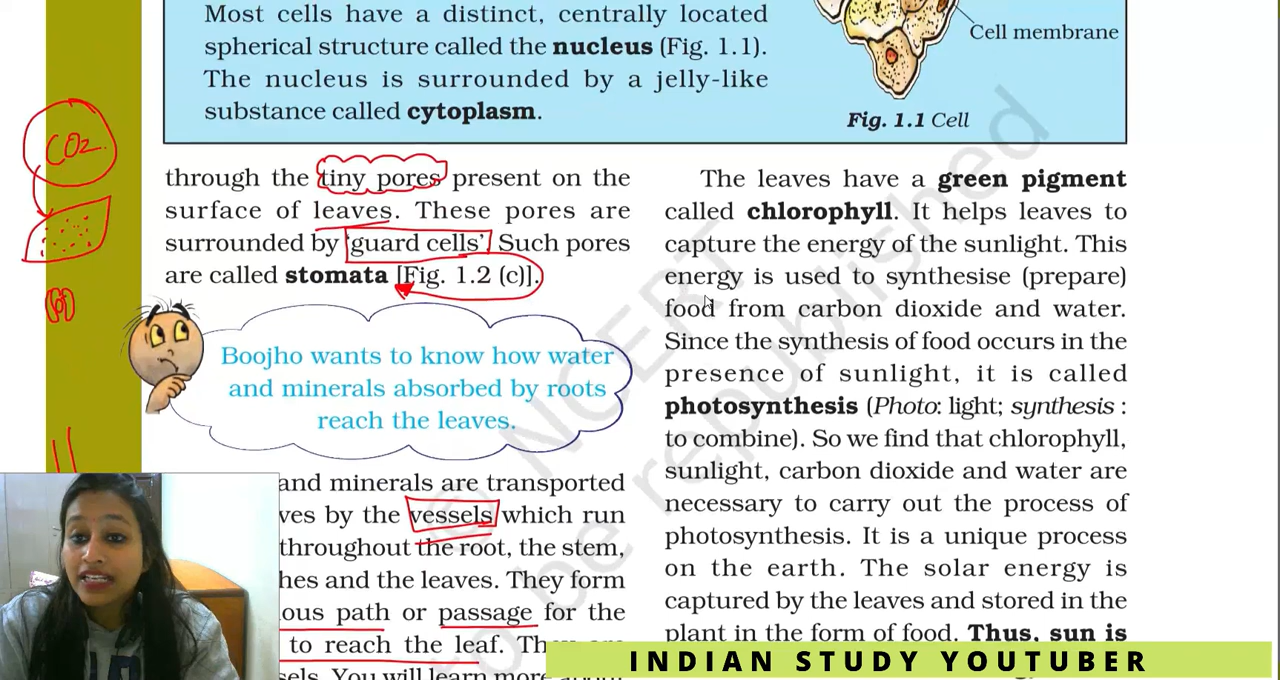 Most cells have a distinct, centrally located
spherical structure called the nucleus (Fig. 1.1).
The nucleus is surrounded by a jelly-like
substance called cytoplasm.
Cell membrane
Fig. 1.1 Cell
CO2
through the tiny pores present on the
surface of leaves. These pores are
surrounded by 'guard cells'. Such pores
are called stomata [Fig. 1.2 (c)].
Boojho wants to know how water
and minerals absorbed by roots
reach the leaves.
and minerals are transported
ves by the vessels which run
throughout the root, the stem,
hes and the leaves. They form
ous path or passage for the
to reach the leaf.
sels. You will learn more about
The leaves have a green pigment
called chlorophyll. It helps leaves to
capture the energy of the sunlight. This
energy is used to synthesise (prepare)
food from carbon dioxide and water.
Since the synthesis of food occurs in the
presence of sunlight, it is called
photosynthesis (Photo: light; synthesis :
to combine). So we find that chlorophyll,
sunlight, carbon dioxide and water are
necessary to carry out the process of
photosynthesis. It is a unique process
on the earth. The solar energy is
captured by the leaves and stored in the
plant in the form of food. Thus, sun is
© NCERT
to be republished
INDIAN STUDY YOUTUBER